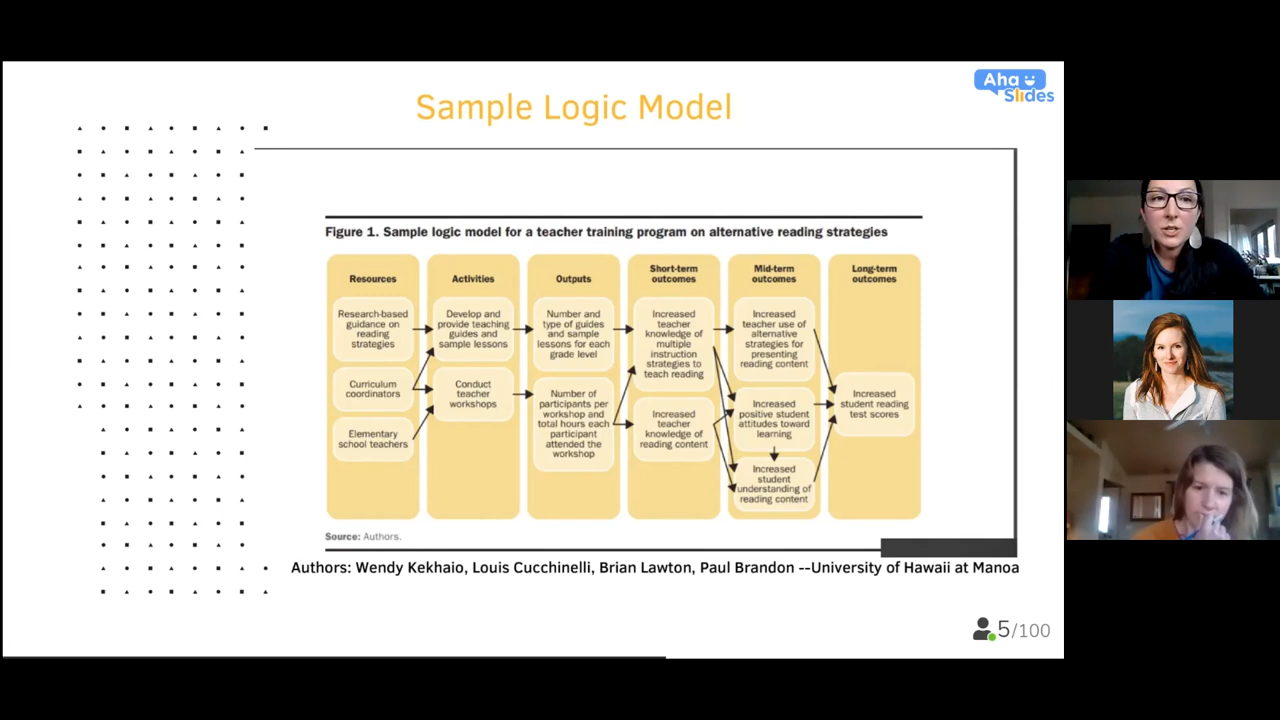 Aha
Slides
Sample Logic Model
Figure 1. Sample logic model for a teacher training program on alternative reading strategies
Resources
Research-based
guidance on
reading
strategies
Curriculum
coordinators
Elementary
school teachers
Activities
Develop and
provide teaching
guides and
sample lessons
Conduct
teacher
workshops
Outputs
Number and
type of guides
and sample
lessons for each
grade level
Number of
participants per
workshop and
total hours each
participant
attended the
workshop
Short-term
outcomes
Increased
teacher
knowledge of
multiple
instruction
strategies to
teach reading
Increased
teacher
knowledge of
reading content
Mid-term
outcomes
Increased
teacher use of
alternative
strategies for
presenting
reading content
Increased
positive student
attitudes toward
learning
Increased
student
understanding of
reading content
Long-term
outcomes
Increased
student reading
test scores
Source: Authors.
Authors: Wendy Kekhaio, Louis Cucchinelli, Brian Lawton, Paul Brandon --University of Hawaii at Manoa
5/100